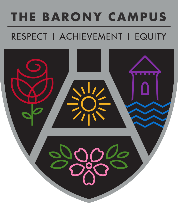 THE BARONY CAMPUS
RESPECT | ACHIEVEMENT | EQUITY